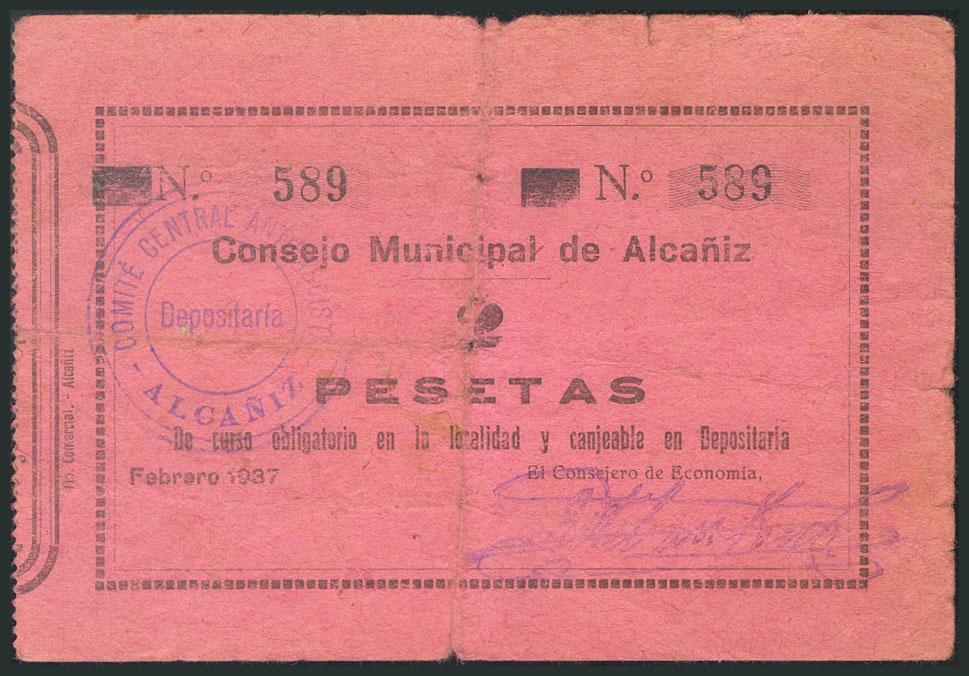 N.º 589 N.º 589
COMITÉ CENTRAL
Depositaría
- ALCAÑIZ -
Consejo Municipal de Alcañiz
2
PESETAS
De curso obligatorio en la localidad y canjeable en Depositaría
Febrero 1937
El Consejero de Economía,
Tip. Comercial. - Alcañiz